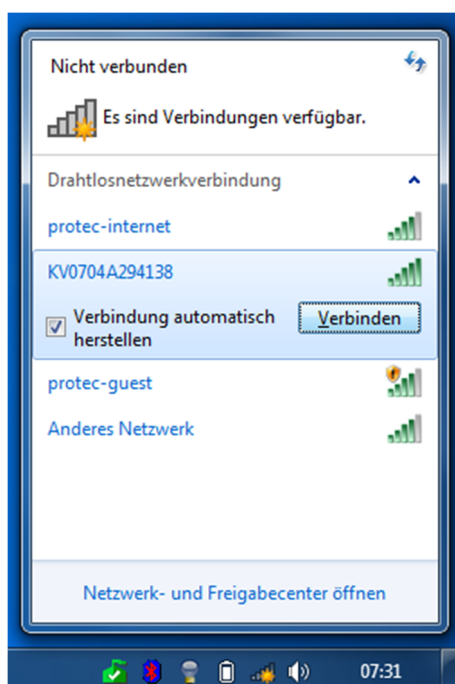 Nicht verbunden
Es sind Verbindungen verfügbar.
Drahtlosnetzwerkverbindung
protec-internet
KV0704A294138
Verbindung automatisch
herstellen
Verbinden
protec-guest
Anderes Netzwerk
Netzwerk- und Freigabecenter öffnen
07:31